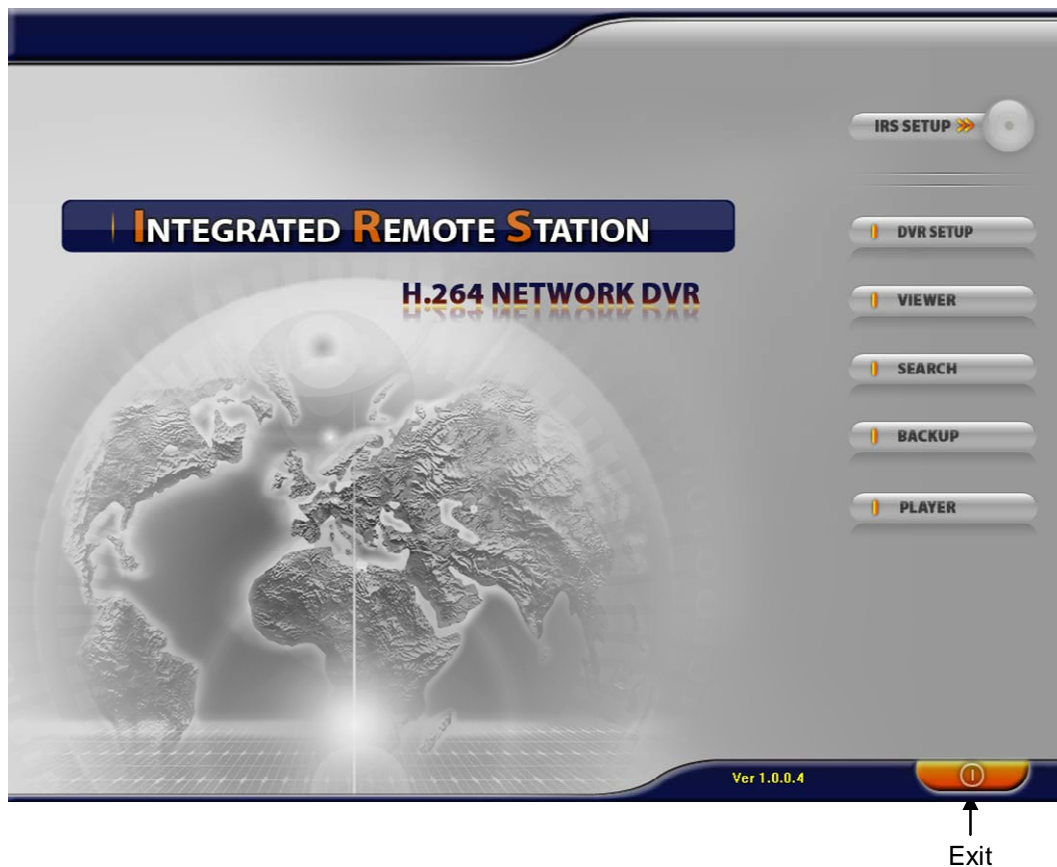 IRS SETUP
INTEGRATED REMOTE STATION
DVR SETUP
H.264 NETWORK DVR
VIEWER
SEARCH
BACKUP
PLAYER
Ver 1.0.0.4
Exit